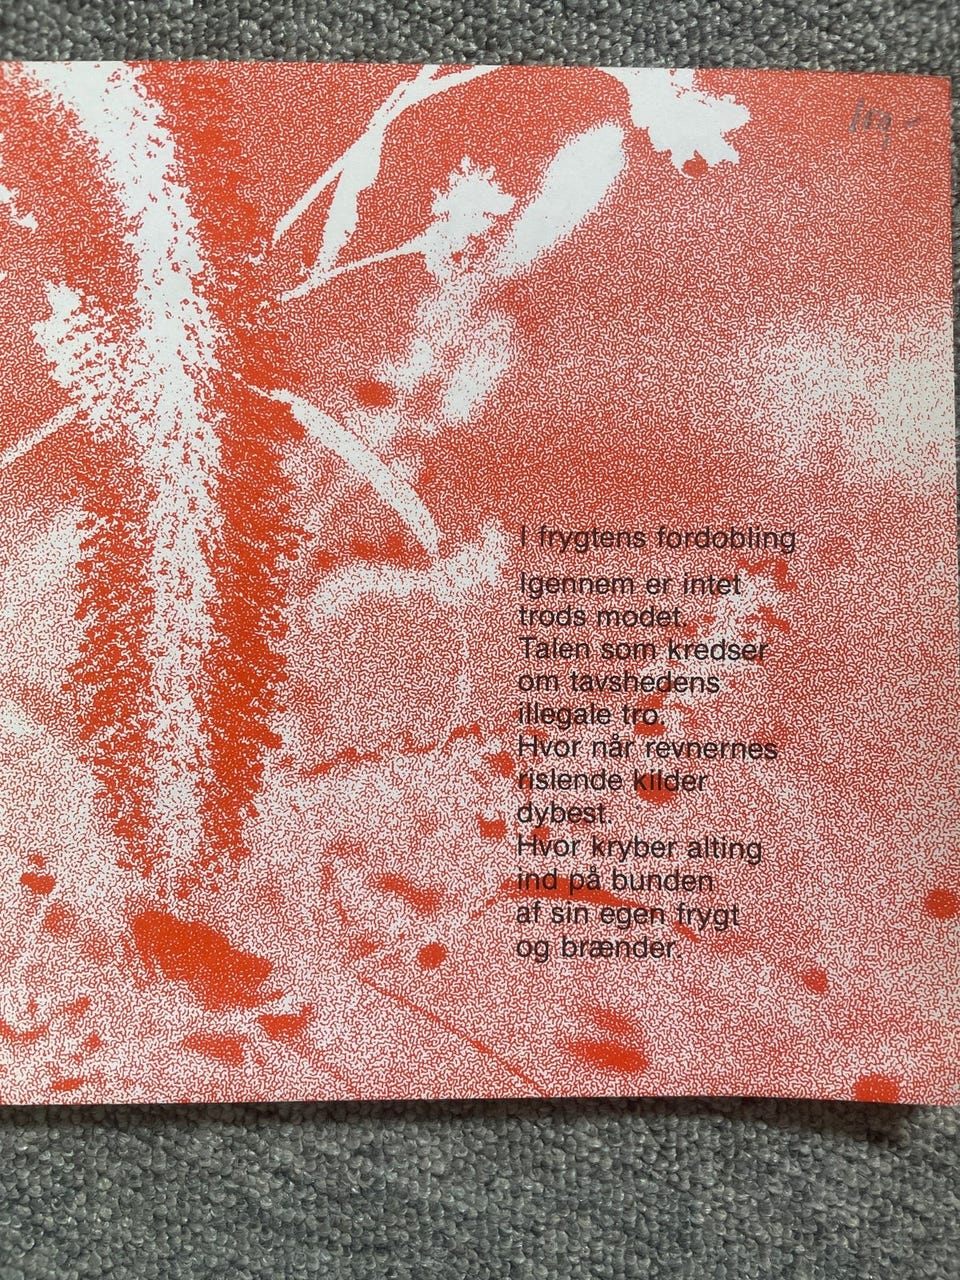 I frygtens fordobling
Igennem er intet
trods modet.
Talen som kredser
om tavshedens
illegale tro.
Hvor når revnernes
rislende kilder
dybest.
Hvor kryber alting
ind på bunden
af sin egen frygt
og brænder.